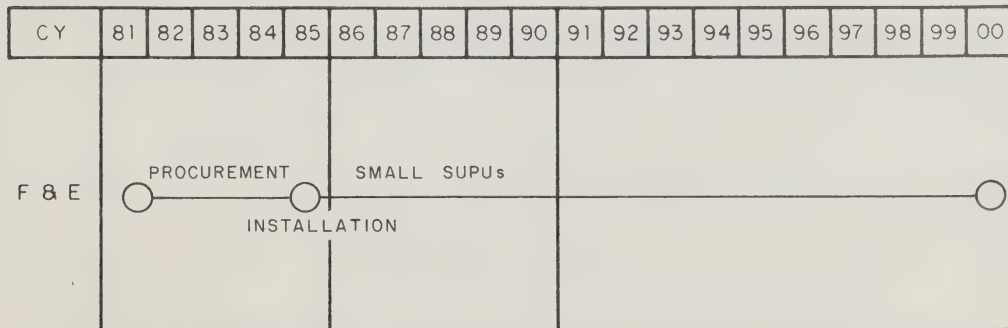 CY 81 82 83 84 85 86 87 88 89 90 91 92 93 94 95 96 97 98 99 00
PROCUREMENT SMALL SUPUs
F & E
INSTALLATION